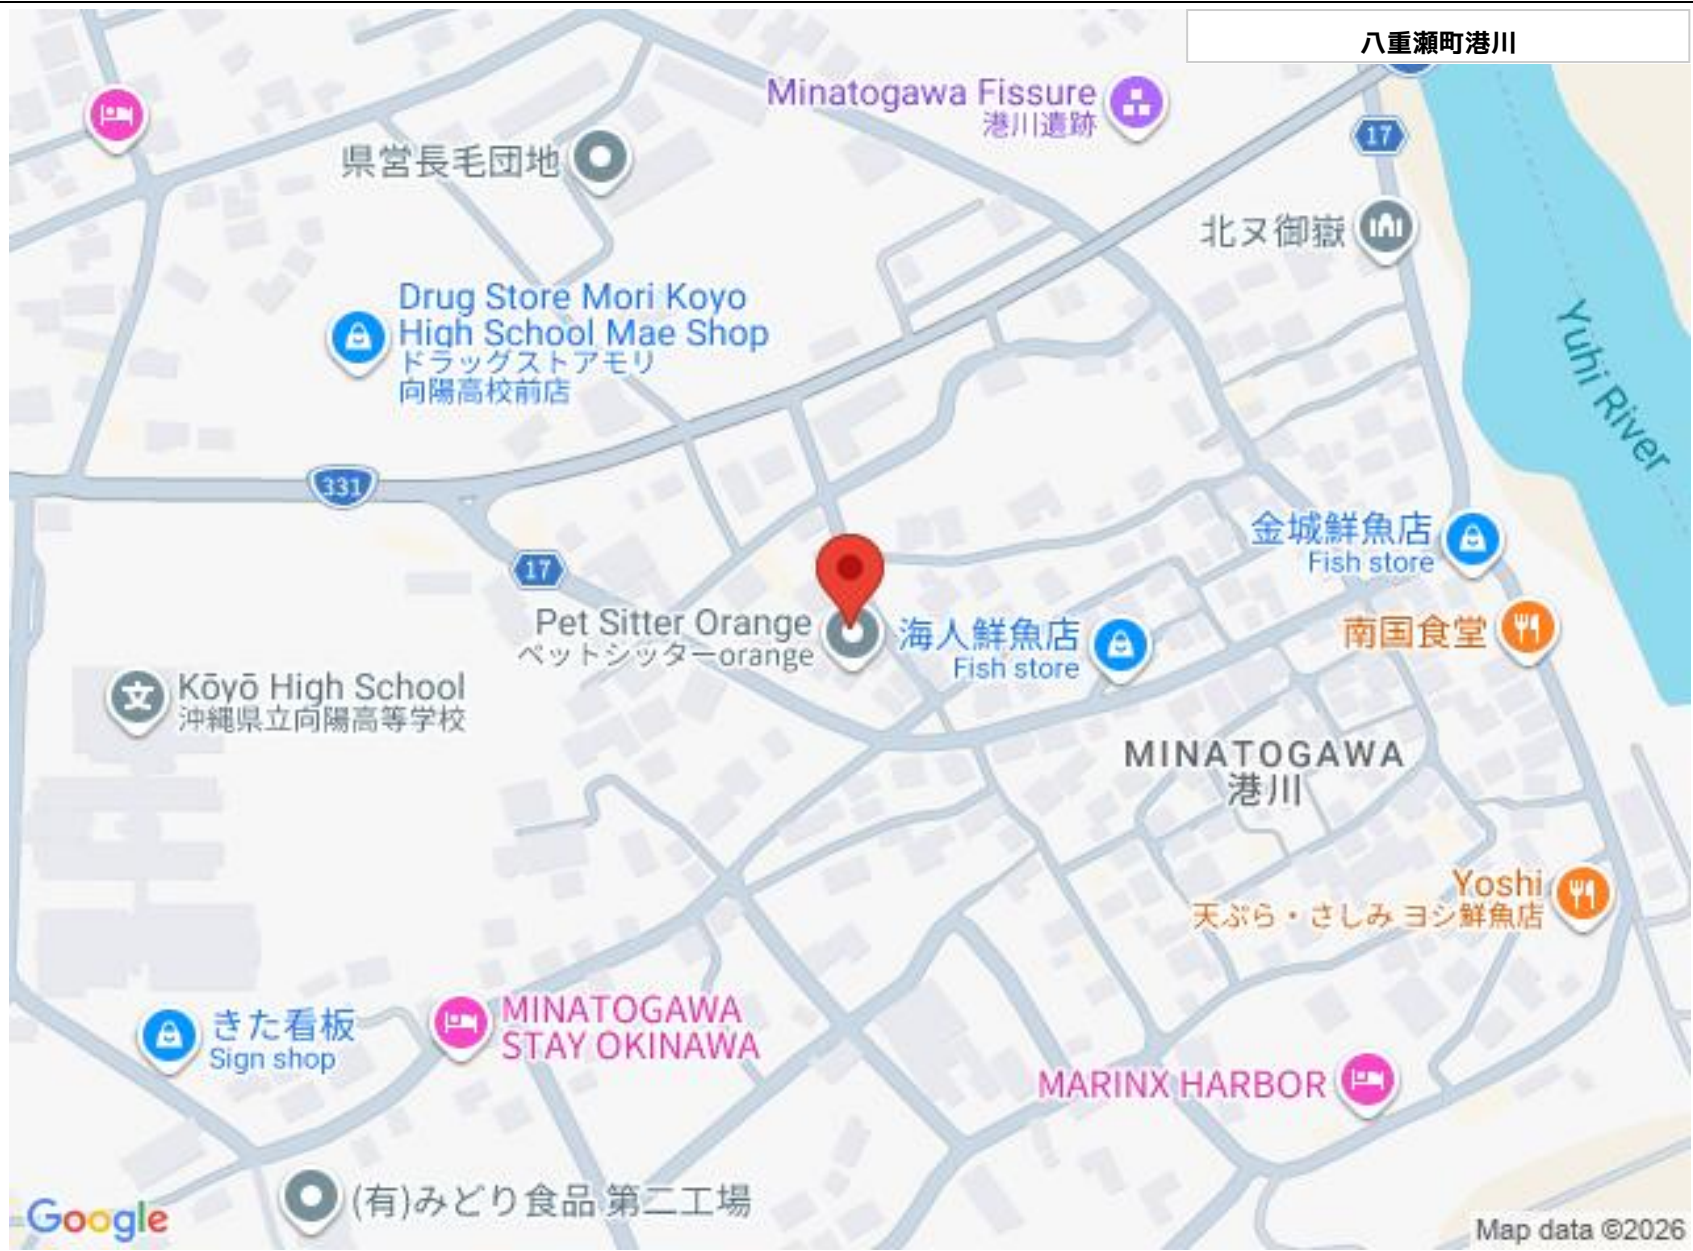 八重瀬町港川
Minatogawa Fissure
港川遺跡
17
県営長毛団地
北ヌ御嶽
Drug Store Mori Koyo
High School Mae Shop
ドラッグストアモリ
向陽高校前店
Yuhi River
331
金城鮮魚店
Fish store
17
Pet Sitter Orange
ペットシッターorange
海人鮮魚店
Fish store
南国食堂
Kōyō High School
沖縄県立向陽高等学校
MINATOGAWA
港川
Yoshi
天ぷら・さしみ ヨシ鮮魚店
きた看板
Sign shop
MINATOGAWA
STAY OKINAWA
MARINX HARBOR
(有)みどり食品 第二工場
Google
Map data ©2026